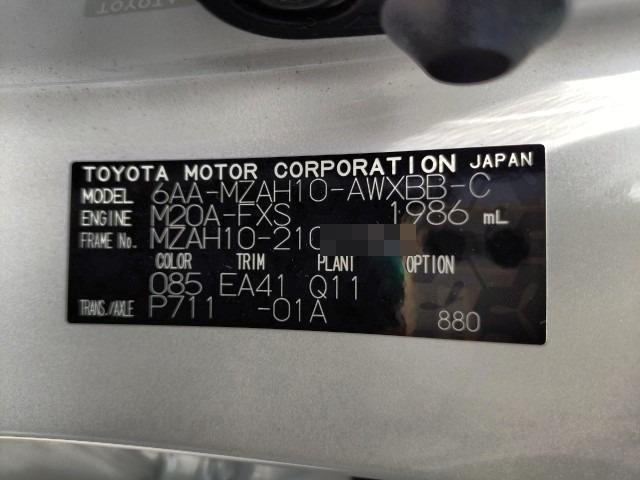 TOYOTA MOTOR CORPORATION JAPAN
MODEL 6AA-MZAH10-AWXBB-C
ENGINE M20A-FXS 1986 mL
FRAME No. MZAH10-210
COLOR TRIM PLANT OPTION
085 EA41 Q11
TRANS./AXLE P711 -01A
880